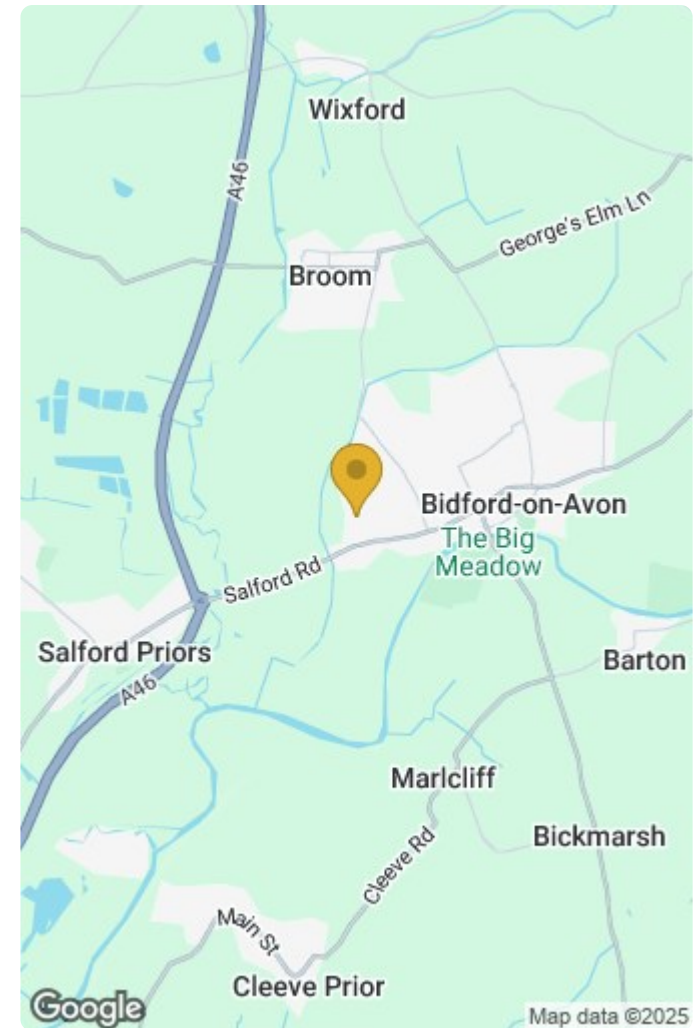 Wixford
A46
George's Elm Ln
Broom
Bidford-on-Avon
The Big
Meadow
Salford Rd
Salford Priors
A46
Barton
Marlcliff
Bickmarsh
Cleeve Rd
Main St
Cleeve Prior
Google
Map data ©2025